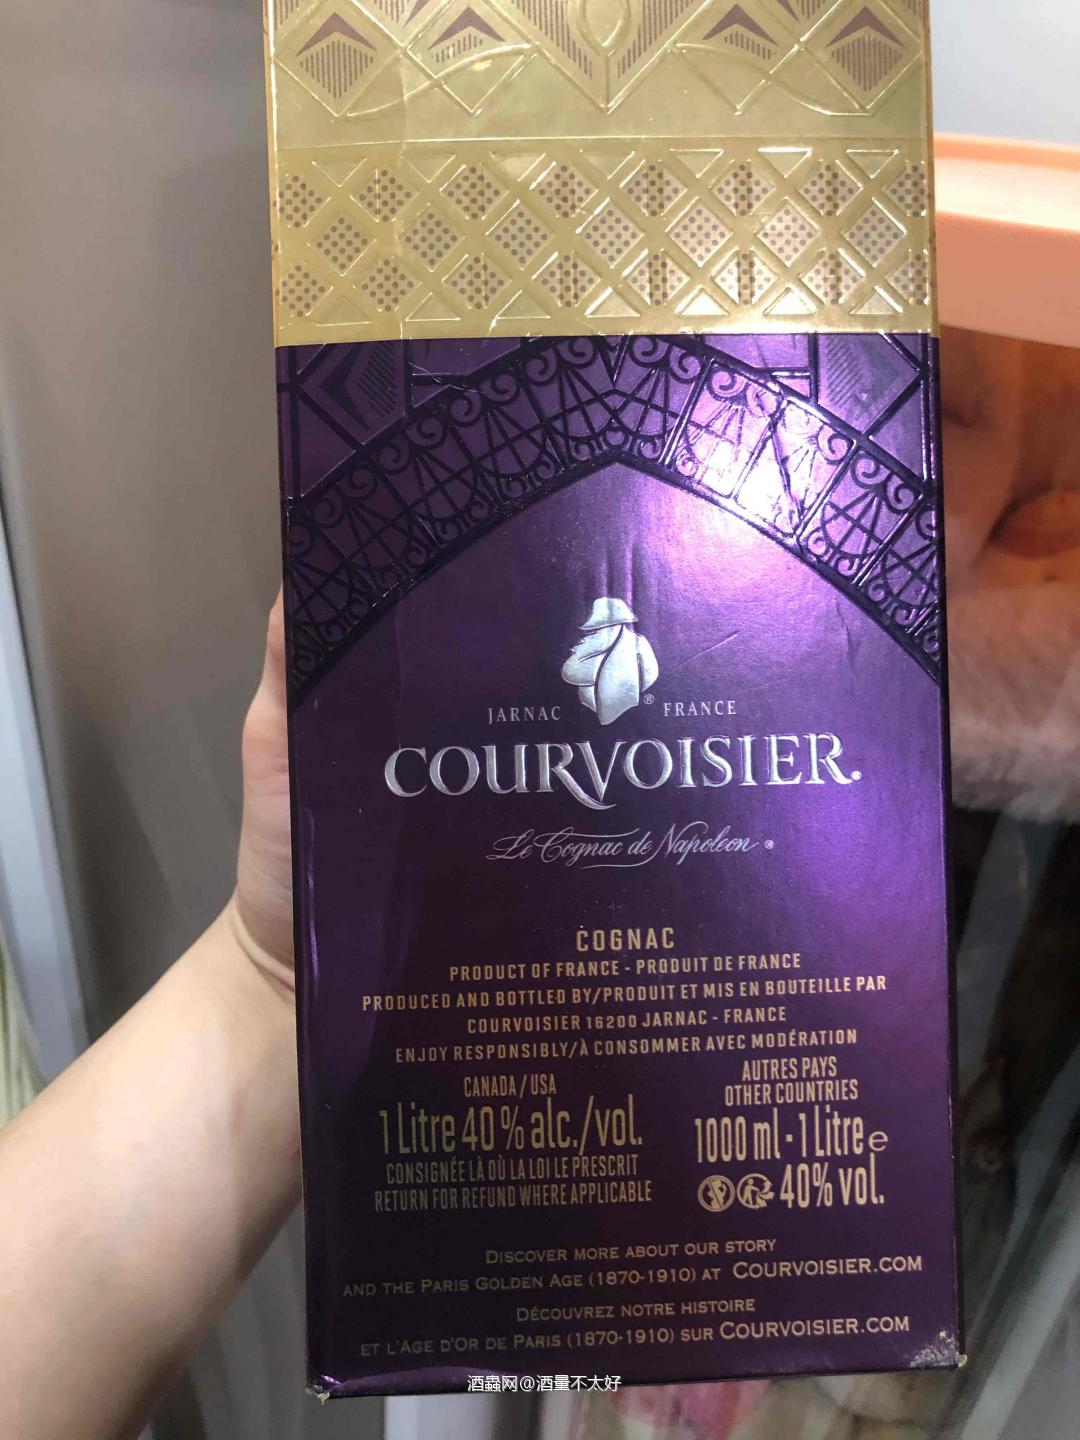 JARNAC ® FRANCE
COURVOISIER®
Le Cognac de Napoleon ®
COGNAC
PRODUCT OF FRANCE - PRODUIT DE FRANCE
PRODUCED AND BOTTLED BY/PRODUIT ET MIS EN BOUTEILLE PAR
COURVOISIER 16200 JARNAC - FRANCE
ENJOY RESPONSIBLY/À CONSOMMER AVEC MODÉRATION
CANADA / USA
1 Litre 40 % alc./vol.
CONSIGNÉE LÀ OÙ LA LOI LE PRESCRIT
RETURN FOR REFUND WHERE APPLICABLE
AUTRES PAYS
OTHER COUNTRIES
1000 ml - 1 Litre e
40% vol.
DISCOVER MORE ABOUT OUR STORY
AND THE PARIS GOLDEN AGE (1870-1910) AT COURVOISIER.COM
DÉCOUVREZ NOTRE HISTOIRE
ET L'AGE D'OR DE PARIS (1870-1910) SUR COURVOISIER.COM
酒蟲网@酒量不太好